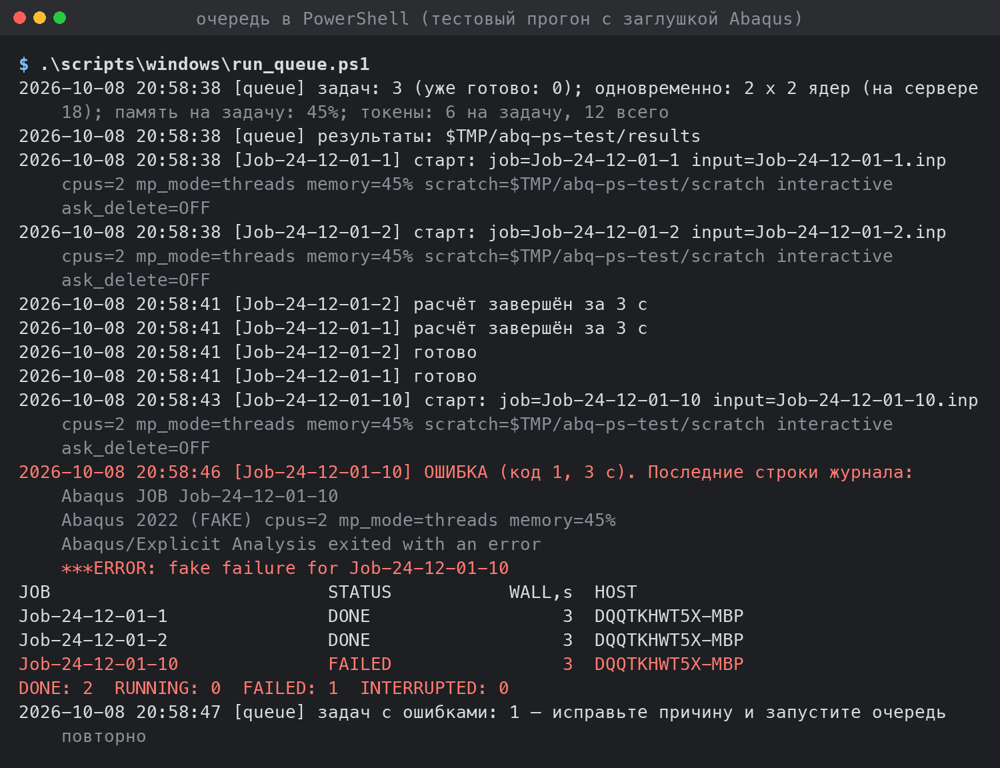 очередь в PowerShell (тестовый прогон с заглушкой Abaqus)
$ .\scripts\windows\run_queue.ps1
2026-10-08 20:58:38 [queue] задач: 3 (уже готово: 0); одновременно: 2 x 2 ядер (на сервере
18); память на задачу: 45%; токены: 6 на задачу, 12 всего
2026-10-08 20:58:38 [queue] результаты: $TMP/abq-ps-test/results
2026-10-08 20:58:38 [Job-24-12-01-1] старт: job=Job-24-12-01-1 input=Job-24-12-01-1.inp
cpus=2 mp_mode=threads memory=45% scratch=$TMP/abq-ps-test/scratch interactive
ask_delete=OFF
2026-10-08 20:58:38 [Job-24-12-01-2] старт: job=Job-24-12-01-2 input=Job-24-12-01-2.inp
cpus=2 mp_mode=threads memory=45% scratch=$TMP/abq-ps-test/scratch interactive
ask_delete=OFF
2026-10-08 20:58:41 [Job-24-12-01-2] расчёт завершён за 3 с
2026-10-08 20:58:41 [Job-24-12-01-1] расчёт завершён за 3 с
2026-10-08 20:58:41 [Job-24-12-01-2] готово
2026-10-08 20:58:41 [Job-24-12-01-1] готово
2026-10-08 20:58:43 [Job-24-12-01-10] старт: job=Job-24-12-01-10 input=Job-24-12-01-10.inp
cpus=2 mp_mode=threads memory=45% scratch=$TMP/abq-ps-test/scratch interactive
ask_delete=OFF
2026-10-08 20:58:46 [Job-24-12-01-10] ОШИБКА (код 1, 3 с). Последние строки журнала:
Abaqus JOB Job-24-12-01-10
Abaqus 2022 (FAKE) cpus=2 mp_mode=threads memory=45%
Abaqus/Explicit Analysis exited with an error
***ERROR: fake failure for Job-24-12-01-10
JOB STATUS WALL,s HOST
Job-24-12-01-1 DONE 3 DQQTKHWT5X-MBP
Job-24-12-01-2 DONE 3 DQQTKHWT5X-MBP
Job-24-12-01-10 FAILED 3 DQQTKHWT5X-MBP
DONE: 2 RUNNING: 0 FAILED: 1 INTERRUPTED: 0
2026-10-08 20:58:47 [queue] задач с ошибками: 1 — исправьте причину и запустите очередь
повторно